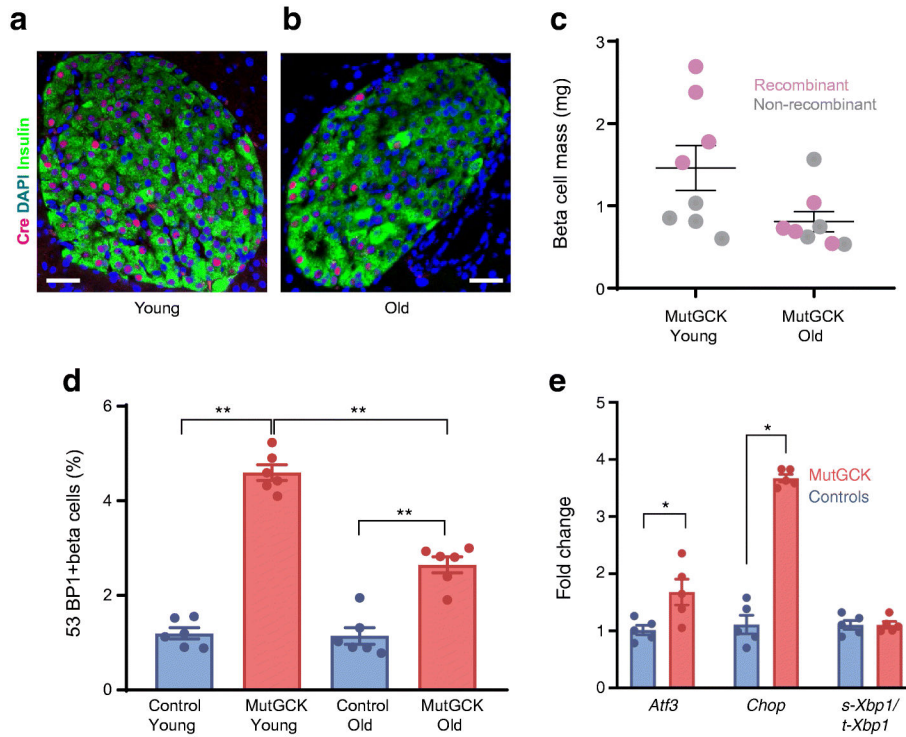 a
b
Cre DAPI Insulin
Young
Old
c
3
2
1
0
Beta cell mass (mg)
Recombinant
Non-recombinant
MutGCK
Young
MutGCK
Old
d
6
4
2
0
53 BP1+beta cells (%)
**
**
**
Control
Young
MutGCK
Young
Control
Old
MutGCK
Old
e
5
4
3
2
1
0
Fold change
*
*
MutGCK
Controls
Atf3
Chop
s-Xbp1/
t-Xbp1